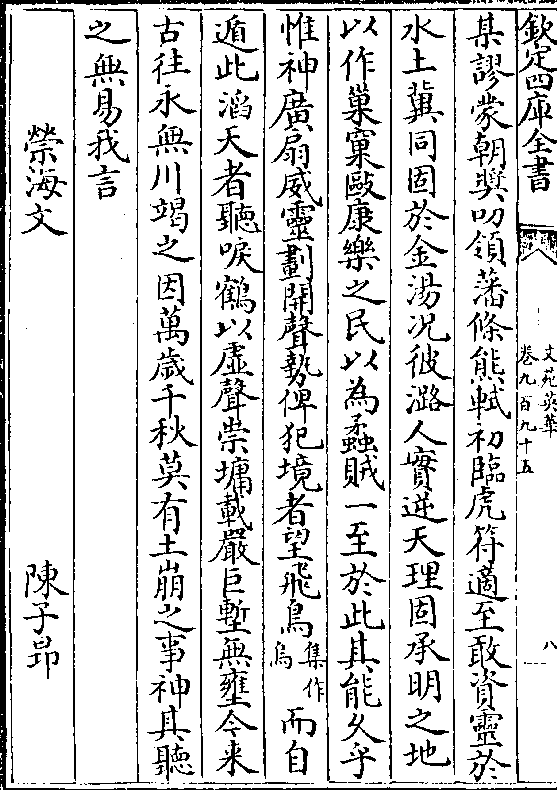 欽定四庫全書
文苑英華
卷九百九十五
八
某謬蒙朝奬叨領藩條熊軾初臨虎符適至敢資靈於
水土冀同固於金湯况彼潞人實逆天理固承明之地
以作巢窠毆康樂之民以為蟊賊一至於此其能久乎
惟神廣扇威靈劃開聲勢俾犯境者望飛鳥集作烏而自
遁此滔天者聽唳鶴以虛聲崇墉載嚴巨塹無壅今来
古往永無川竭之因萬歲千秋莫有土崩之事神其聽
之無易我言
禜海文 陳子昻